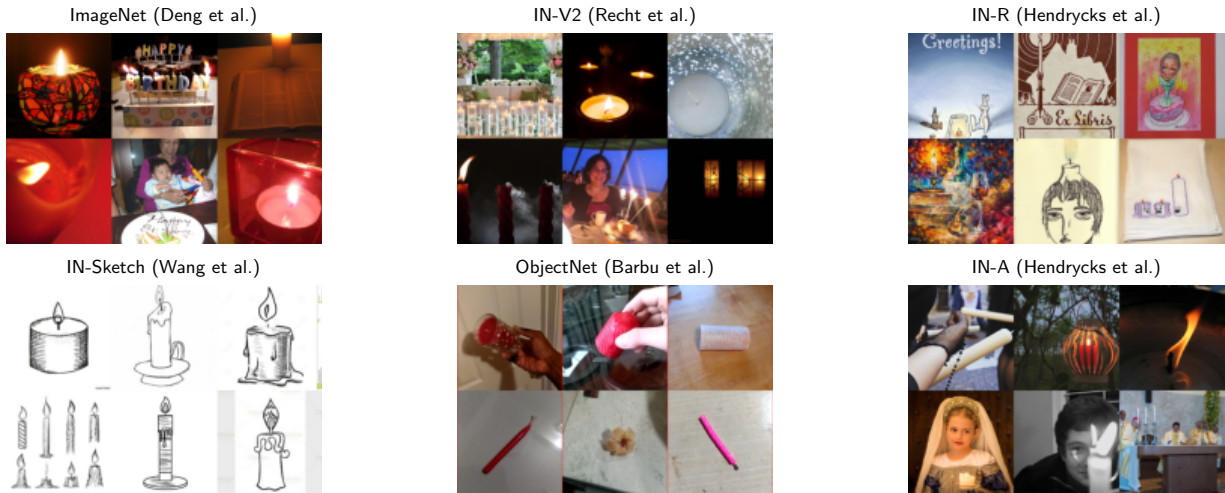 ImageNet (Deng et al.)
IN-V2 (Recht et al.)
IN-R (Hendrycks et al.)
HAPPY
BIRTHDAY
Greetings!
Ex Libris
IN-Sketch (Wang et al.)
ObjectNet (Barbu et al.)
IN-A (Hendrycks et al.)